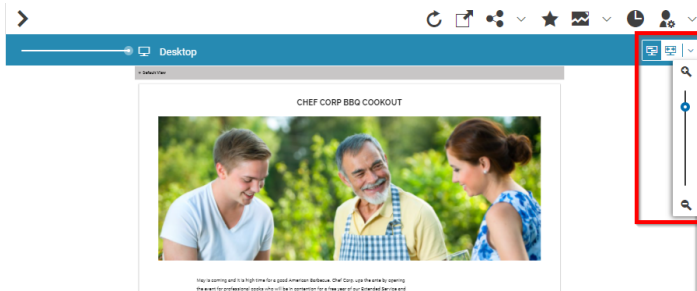 Desktop
Default View
CHEF CORP BBQ COOKOUT
May is coming and it is high time for a good American Barbecue. Chef Corp. ups the ante by opening
the event for professional cooks who will be in contention for a free year of our Extended Service and